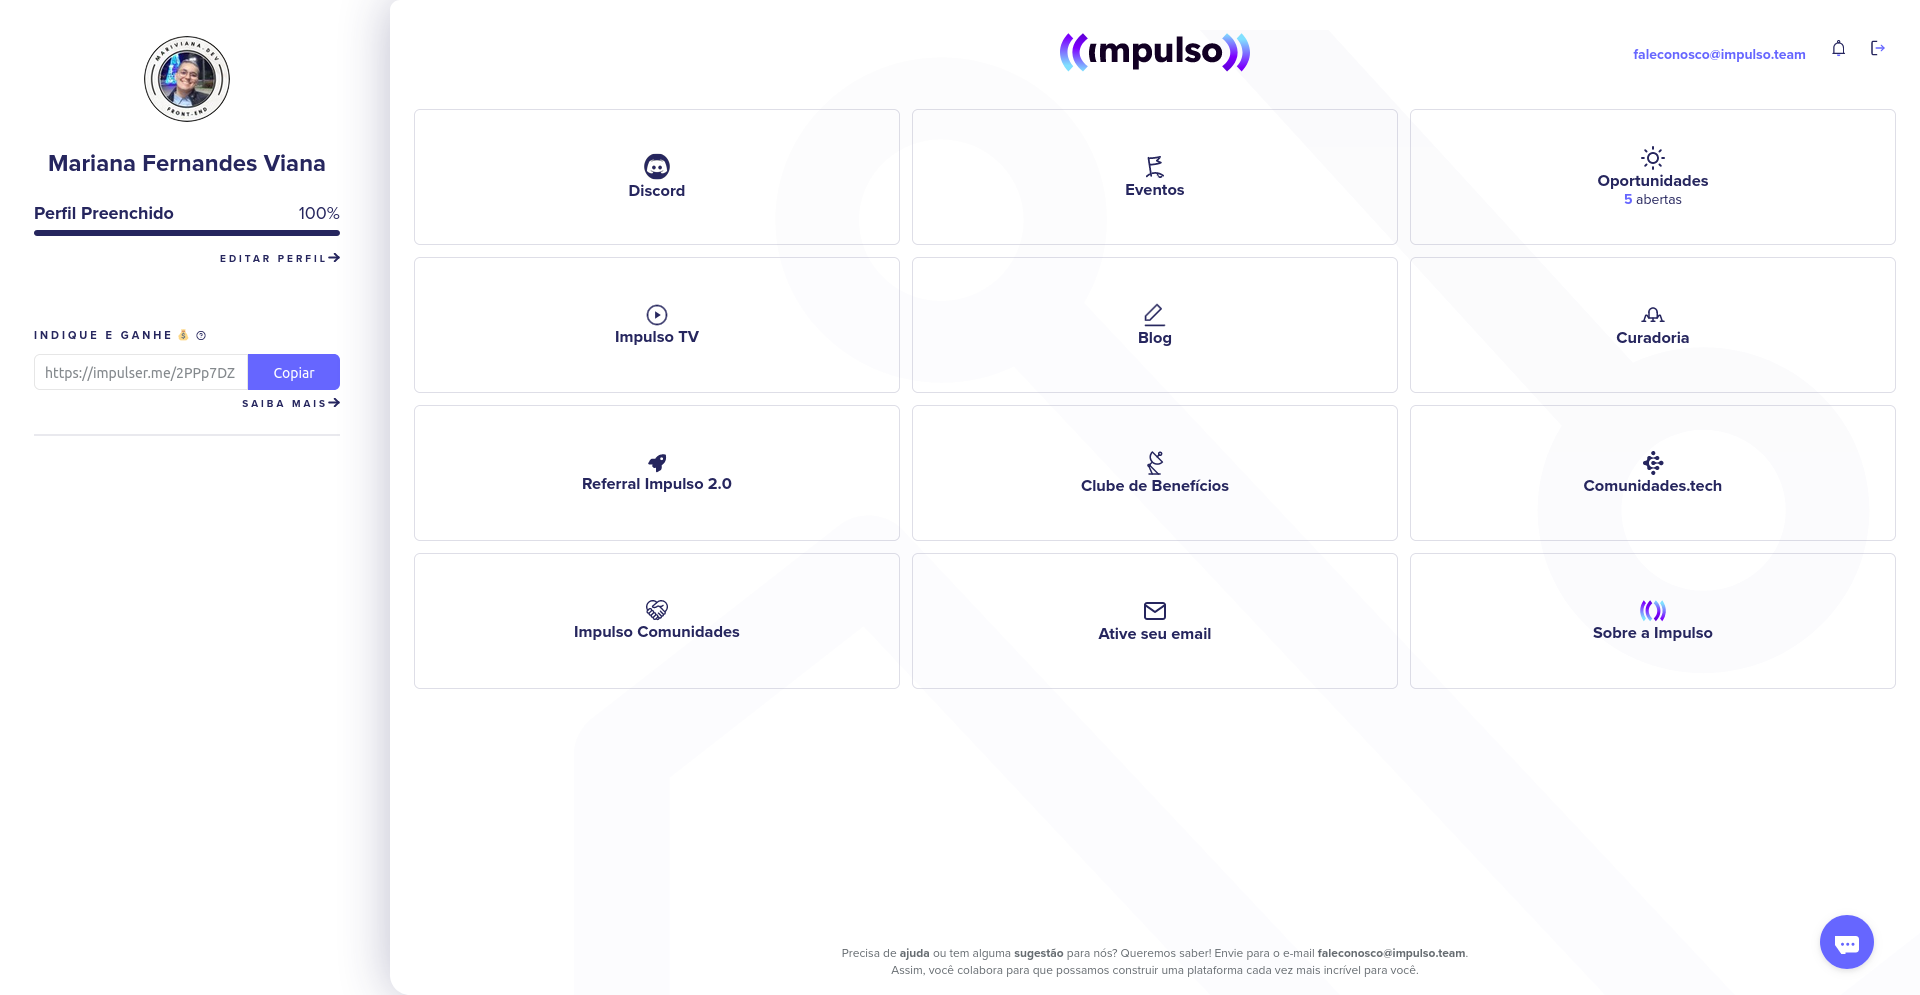 MARIVIANA.DEV
FRONT-END
Mariana Fernandes Viana
Perfil Preenchido 100%
EDITAR PERFIL
INDIQUE E GANHE
https://impulser.me/2PPp7DZ Copiar
SAIBA MAIS
impulso
faleconosco@impulso.team
Discord
Eventos
Oportunidades
5 abertas
Impulso TV
Blog
Curadoria
Referral Impulso 2.0
Clube de Benefícios
Comunidades.tech
Impulso Comunidades
Ative seu email
Sobre a Impulso
Precisa de ajuda ou tem alguma sugestão para nós? Queremos saber! Envie para o e-mail faleconosco@impulso.team.
Assim, você colabora para que possamos construir uma plataforma cada vez mais incrível para você.